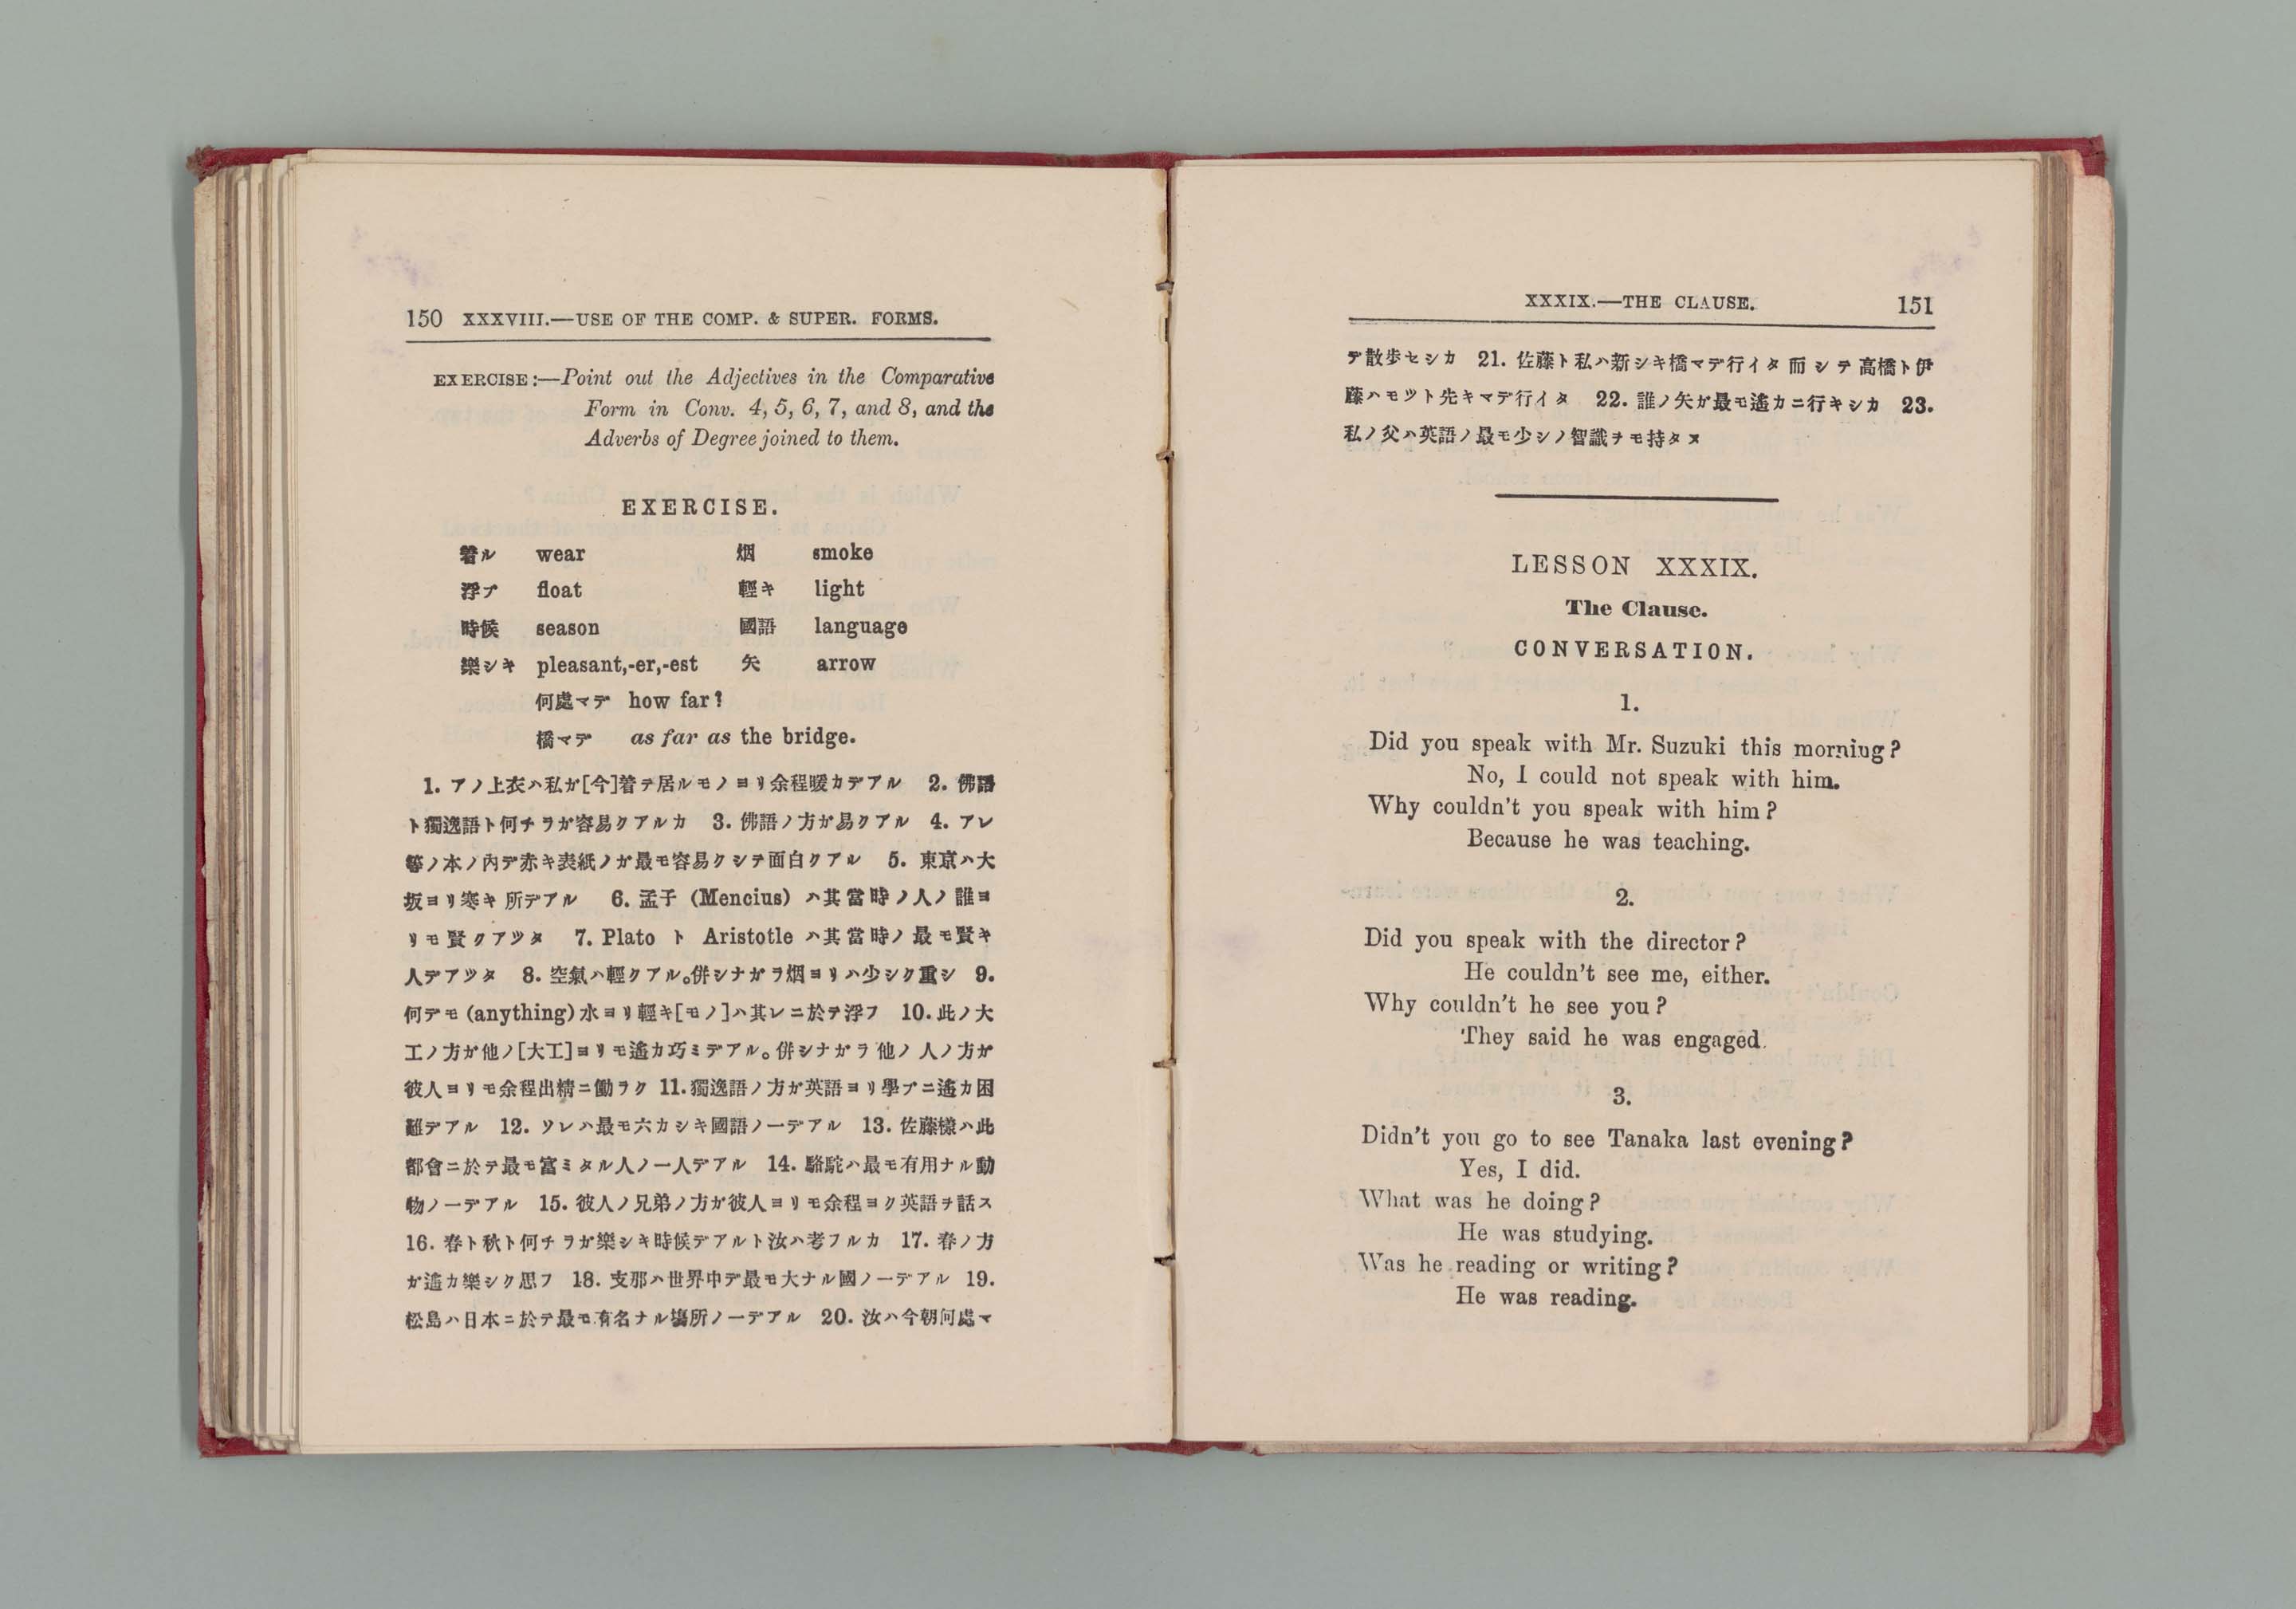 150 XXXVIII.—USE OF THE COMP. & SUPER. FORMS.
EXERCISE:—Point out the Adjectives in the Comparative
Form in Conv. 4, 5, 6, 7, and 8, and the
Adverbs of Degree joined to them.
EXERCISE.
着ル wear 烟 smoke
浮ブ float 輕キ light
時候 season 國語 language
樂シキ pleasant,-er,-est 矢 arrow
何處マデ how far?
橋マデ as far as the bridge.
1. アノ上衣ハ私ガ[今]着テ居ルモノヨリ余程暖カデアル 2. 佛語
ト獨逸語ト何チラガ容易クアルカ 3. 佛語ノ方ガ易クアル 4. アレ
等ノ本ノ內デ赤キ表紙ノガ最モ容易クシテ面白クアル 5. 東京ハ大
坂ヨリ寒キ所デアル 6. 孟子 (Mencius) ハ其當時ノ人ノ誰ヨ
リモ賢クアツタ 7. Plato ト Aristotle ハ其當時ノ最モ賢キ
人デアツタ 8. 空氣ハ輕クアル。併シナガラ烟ヨリハ少シク重シ 9.
何デモ (anything) 水ヨリ輕キ[モノ]ハ其レニ於テ浮フ 10. 此ノ大
工ノ方ガ他ノ[大工]ヨリモ遙カ巧ミデアル。併シナガラ他ノ人ノ方ガ
彼人ヨリモ余程出精ニ働ラク 11. 獨逸語ノ方ガ英語ヨリ學ブニ遙カ困
難デアル 12. ソレハ最モ六カシキ國語ノ一デアル 13. 佐藤樣ハ此
都會ニ於テ最モ富ミタル人ノ一人デアル 14. 駱駝ハ最モ有用ナル動
物ノ一デアル 15. 彼人ノ兄弟ノ方ガ彼人ヨリモ余程ヨク英語ヲ話ス
16. 春ト秋ト何チラガ樂シキ時候デアルト汝ハ考フルカ 17. 春ノ方
ガ遙カ樂シク思フ 18. 支那ハ世界中デ最モ大ナル國ノ一デアル 19.
松島ハ日本ニ於テ最モ有名ナル塲所ノ一デアル 20. 汝ハ今朝何處マ
XXXIX.—THE CLAUSE. 151
デ散歩セシカ 21. 佐藤ト私ハ新シキ橋マデ行イタ而シテ高橋ト伊
藤ハモツト先キマデ行イタ 22. 誰ノ矢ガ最モ遙カニ行キシカ 23.
私ノ父ハ英語ノ最モ少シノ智識ヲモ持タヌ
LESSON XXXIX.
The Clause.
CONVERSATION.
1.
Did you speak with Mr. Suzuki this morning?
No, I could not speak with him.
Why couldn't you speak with him?
Because he was teaching.
2.
Did you speak with the director?
He couldn't see me, either.
Why couldn't he see you?
They said he was engaged.
3.
Didn't you go to see Tanaka last evening?
Yes, I did.
What was he doing?
He was studying.
Was he reading or writing?
He was reading.